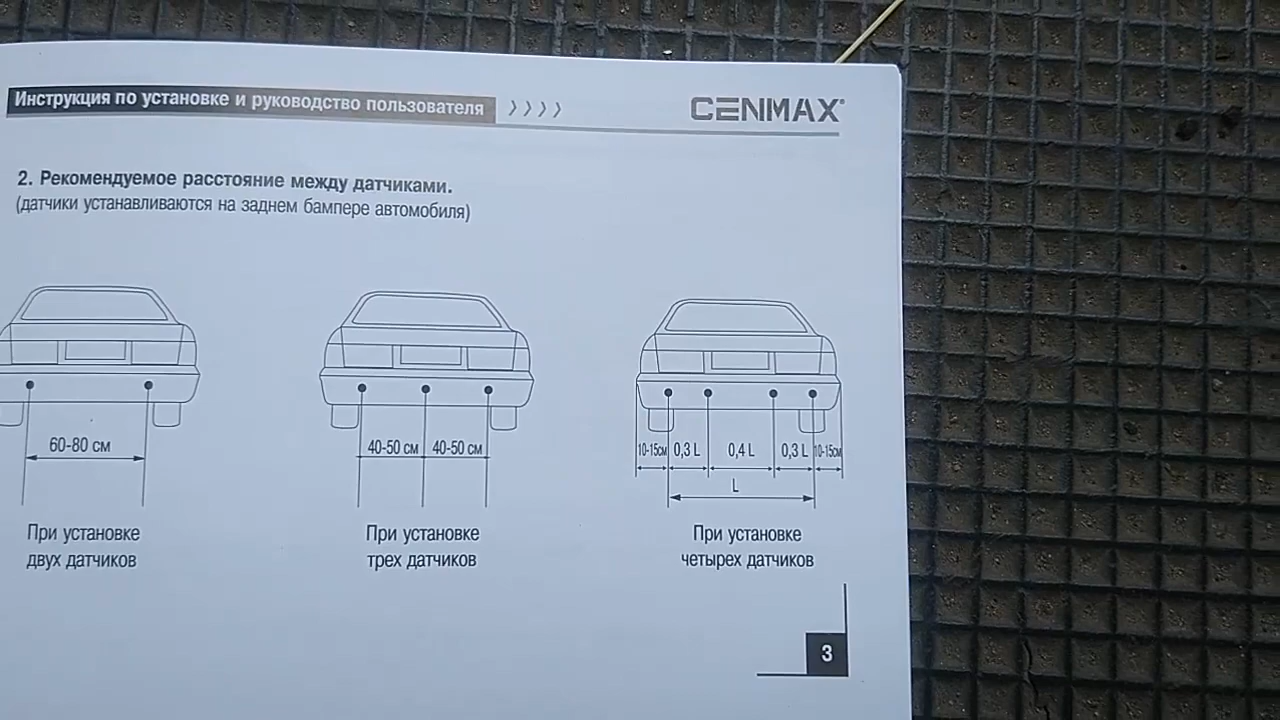 Инструкция по установке и руководство пользователя
CENMAX®
2. Рекомендуемое расстояние между датчиками.
(датчики устанавливаются на заднем бампере автомобиля)
60-80 см
40-50 см 40-50 см
10-15см 0,3 L 0,4 L 0,3 L 10-15см
L
При установке
двух датчиков
При установке
трех датчиков
При установке
четырех датчиков
3